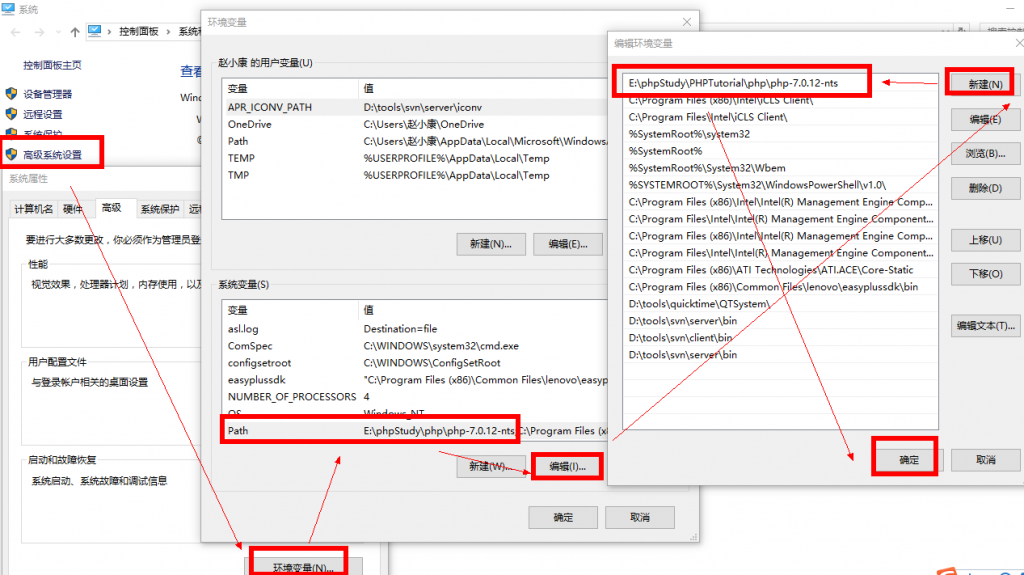 系统
控制面板
控制面板主页
设备管理器
远程设置
系统保护
高级系统设置
查看
系统属性
计算机名 硬件 高级 系统保护
要进行大多数更改，你必须作为管理员登
性能
视觉效果，处理器计划，内存使用，以及
用户配置文件
与登录帐户相关的桌面设置
启动和故障恢复
系统启动、系统故障和调试信息
环境变量(N)...
环境变量
赵小康 的用户变量(U)
变量 值
APR_ICONV_PATH D:\tools\svn\server\iconv
OneDrive C:\Users\赵小康\OneDrive
Path C:\Users\赵小康\AppData\Local\Microsoft\Windows
TEMP %USERPROFILE%\AppData\Local\Temp
TMP %USERPROFILE%\AppData\Local\Temp
新建(N)... 编辑(E)...
系统变量(S)
变量 值
asl.log Destination=file
ComSpec C:\WINDOWS\system32\cmd.exe
configsetroot C:\WINDOWS\ConfigSetRoot
easyplussdk "C:\Program Files (x86)\Common Files\lenovo\easyp
NUMBER_OF_PROCESSORS 4
OS Windows_NT
Path E:\phpStudy\php\php-7.0.12-nts;C:\Program Files (x8
新建(W)... 编辑(I)...
确定 取消
编辑环境变量
E:\phpStudy\PHPTutorial\php\php-7.0.12-nts
C:\Program Files (x86)\Intel\iCLS Client\
C:\Program Files\Intel\iCLS Client\
%SystemRoot%\system32
%SystemRoot%
%SystemRoot%\System32\Wbem
%SYSTEMROOT%\System32\WindowsPowerShell\v1.0\
C:\Program Files (x86)\Intel\Intel(R) Management Engine Comp...
C:\Program Files\Intel\Intel(R) Management Engine Component...
C:\Program Files (x86)\Intel\Intel(R) Management Engine Comp...
C:\Program Files\Intel\Intel(R) Management Engine Component...
C:\Program Files (x86)\ATI Technologies\ATI.ACE\Core-Static
C:\Program Files (x86)\Common Files\lenovo\easyplussdk\bin
D:\tools\quicktime\QTSystem\
D:\tools\svn\server\bin
D:\tools\svn\client\bin
D:\tools\svn\server\bin
新建(N)
编辑(E)
浏览(B)...
删除(D)
上移(U)
下移(O)
编辑文本(T)...
确定 取消